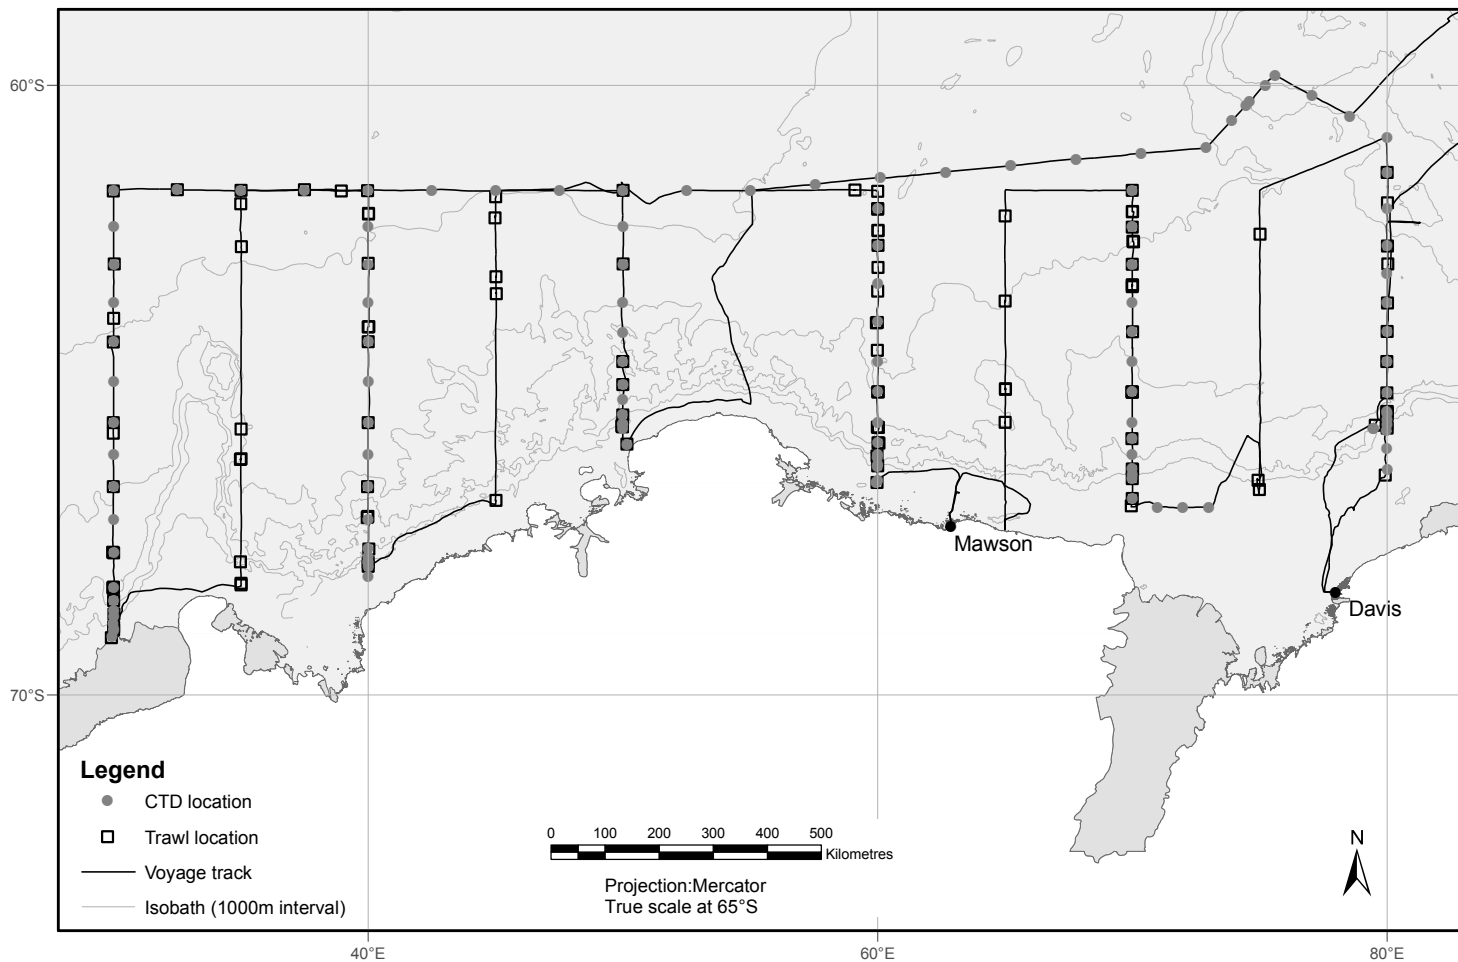 60°S
70°S
Mawson
Davis
Legend
CTD location
Trawl location
Voyage track
Isobath (1000m interval)
0 100 200 300 400 500
Kilometres
Projection:Mercator
True scale at 65°S
N
40°E 60°E 80°E